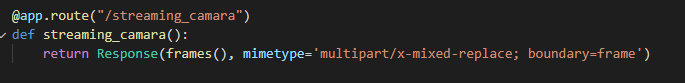 @app.route("/streaming_camara")
def streaming_camara():
    return Response(frames(), mimetype='multipart/x-mixed-replace; boundary=frame')